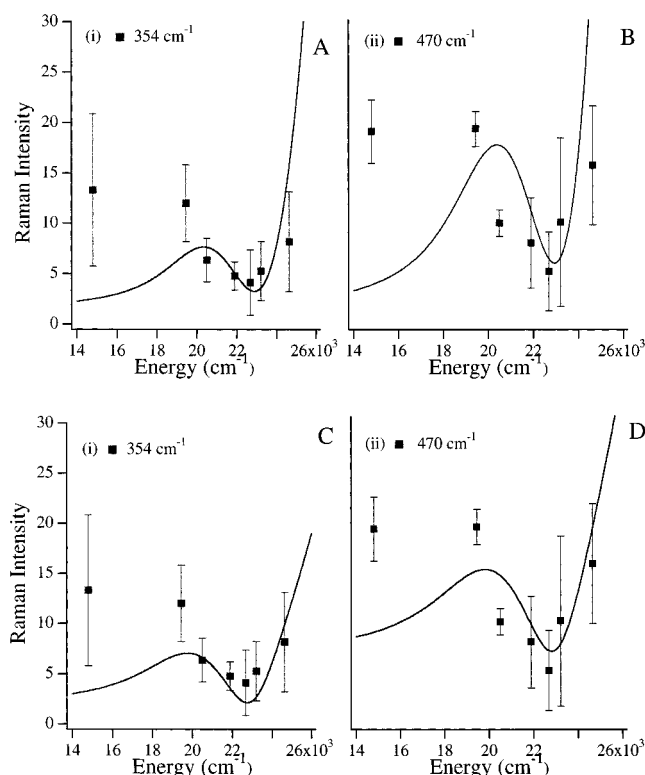 (i) ■ 354 cm⁻¹ A
30
25
20
15
10
5
0
Raman Intensity
14 16 18 20 22 26x10³
Energy (cm⁻¹)
(ii) ■ 470 cm⁻¹ B
14 16 18 20 22 26x10³
Energy (cm⁻¹)
(i) ■ 354 cm⁻¹ C
30
25
20
15
10
5
0
Raman Intensity
14 16 18 20 22 26x10³
Energy (cm⁻¹)
(ii) ■ 470 cm⁻¹ D
14 16 18 20 22 26x10³
Energy (cm⁻¹)